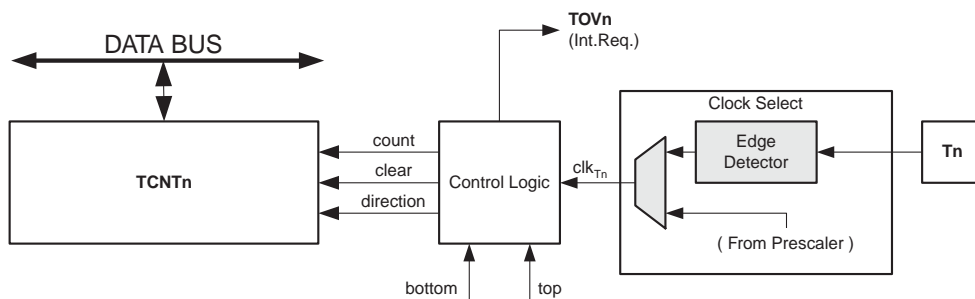 TOVn
(Int.Req.)
DATA BUS
Clock Select
count
Edge
Detector
Tn
TCNTn
clear
Control Logic
clkTn
direction
( From Prescaler )
bottom
top